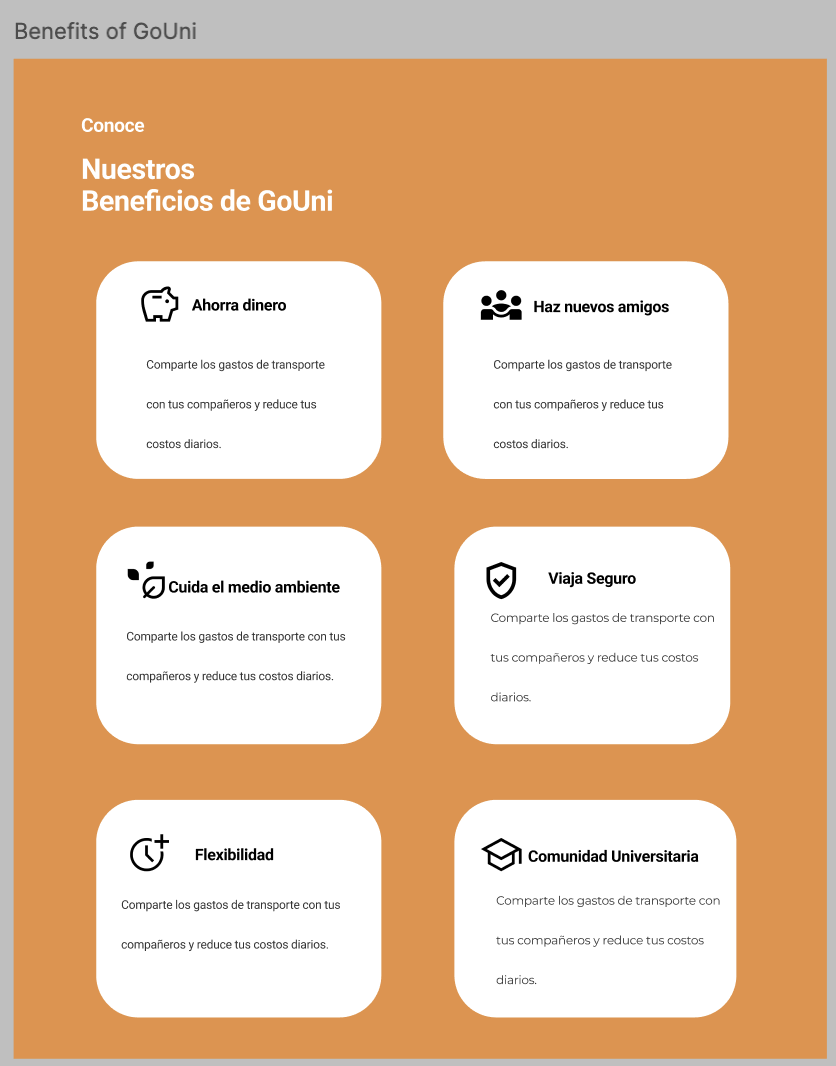 Benefits of GoUni
Conoce
Nuestros
Beneficios de GoUni
Ahorra dinero
Comparte los gastos de transporte
con tus compañeros y reduce tus
costos diarios.
Haz nuevos amigos
Comparte los gastos de transporte
con tus compañeros y reduce tus
costos diarios.
Cuida el medio ambiente
Comparte los gastos de transporte con tus
compañeros y reduce tus costos diarios.
Viaja Seguro
Comparte los gastos de transporte con
tus compañeros y reduce tus costos
diarios.
Flexibilidad
Comparte los gastos de transporte con tus
compañeros y reduce tus costos diarios.
Comunidad Universitaria
Comparte los gastos de transporte con
tus compañeros y reduce tus costos
diarios.